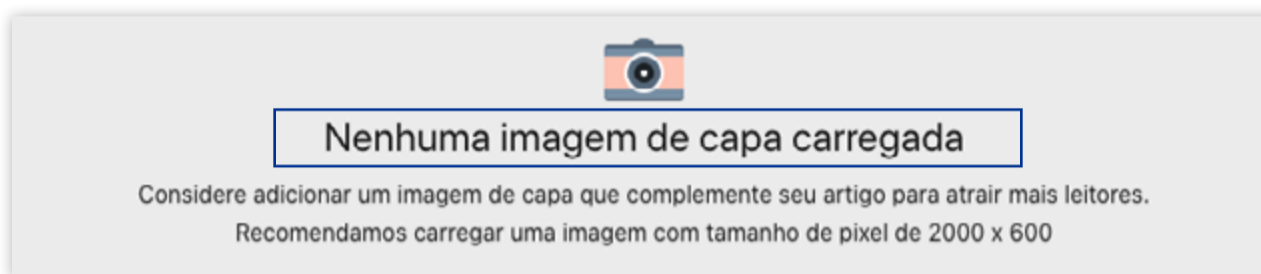 Nenhuma imagem de capa carregada
Considere adicionar um imagem de capa que complemente seu artigo para atrair mais leitores.
Recomendamos carregar uma imagem com tamanho de pixel de 2000 x 600